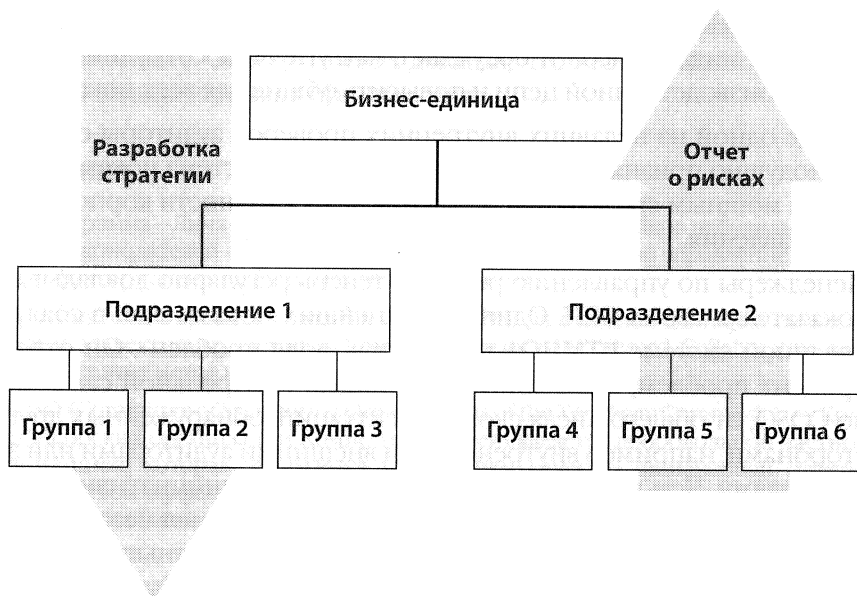 Бизнес-единица
Разработка
стратегии
Отчет
о рисках
Подразделение 1
Подразделение 2
Группа 1
Группа 2
Группа 3
Группа 4
Группа 5
Группа 6